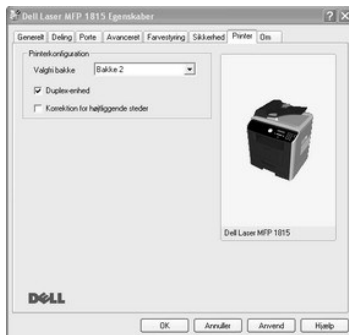 Dell Laser MFP 1815 Egenskaber
Generelt Deling Porte Avanceret Farvestyring Sikkerhed Printer Om
Printerkonfiguration
Valgfri bakke Bakke 2
Duplex-enhed
Korrektion for højtliggende steder
Dell Laser MFP 1815
DELL
OK Annuller Anvend Hjælp